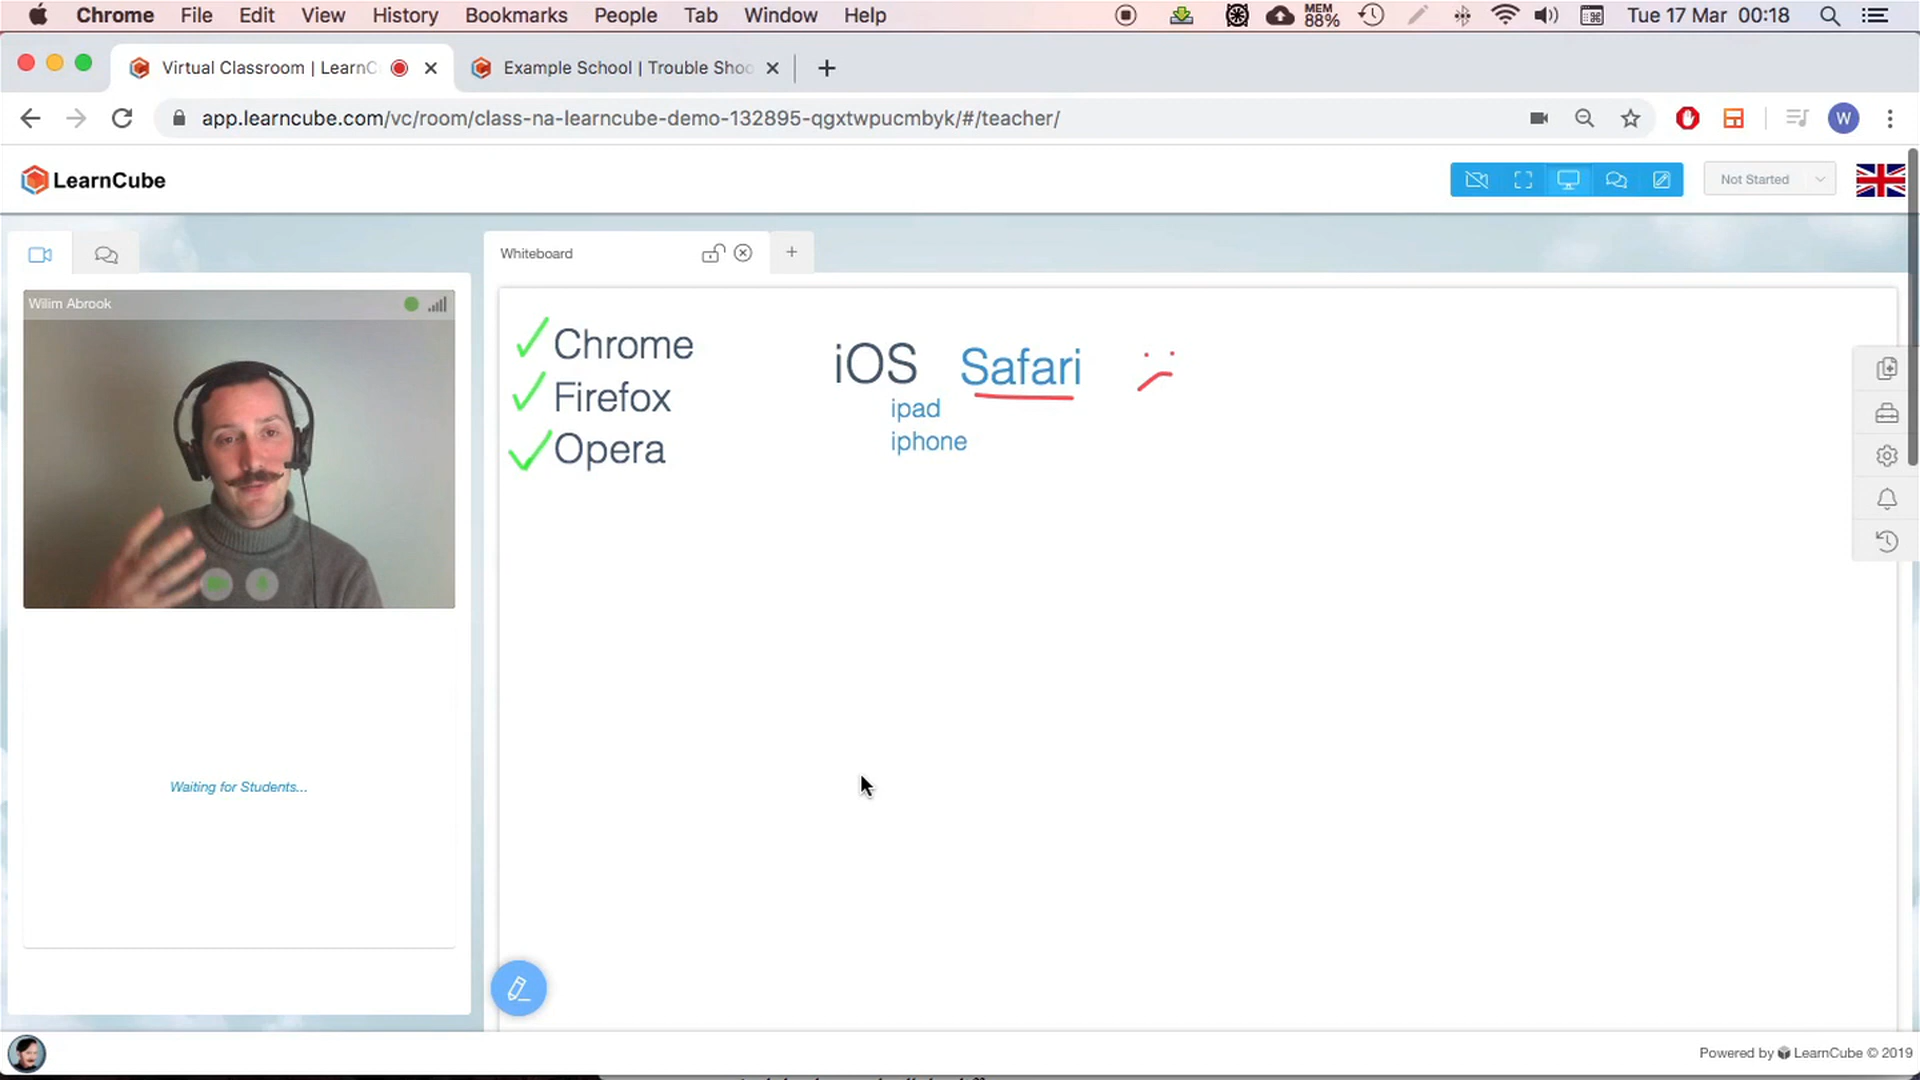 Chrome File Edit View History Bookmarks People Tab Window Help MEM 88% Tue 17 Mar 00:18
Virtual Classroom | LearnC
Example School | Trouble Shoo
app.learncube.com/vc/room/class-na-learncube-demo-132895-qgxtwpucmbyk/#/teacher/
W
LearnCube
Not Started
Whiteboard
Wilim Abrook
Chrome
Firefox
Opera
iOS Safari
ipad
iphone
Waiting for Students...
Powered by LearnCube © 2019